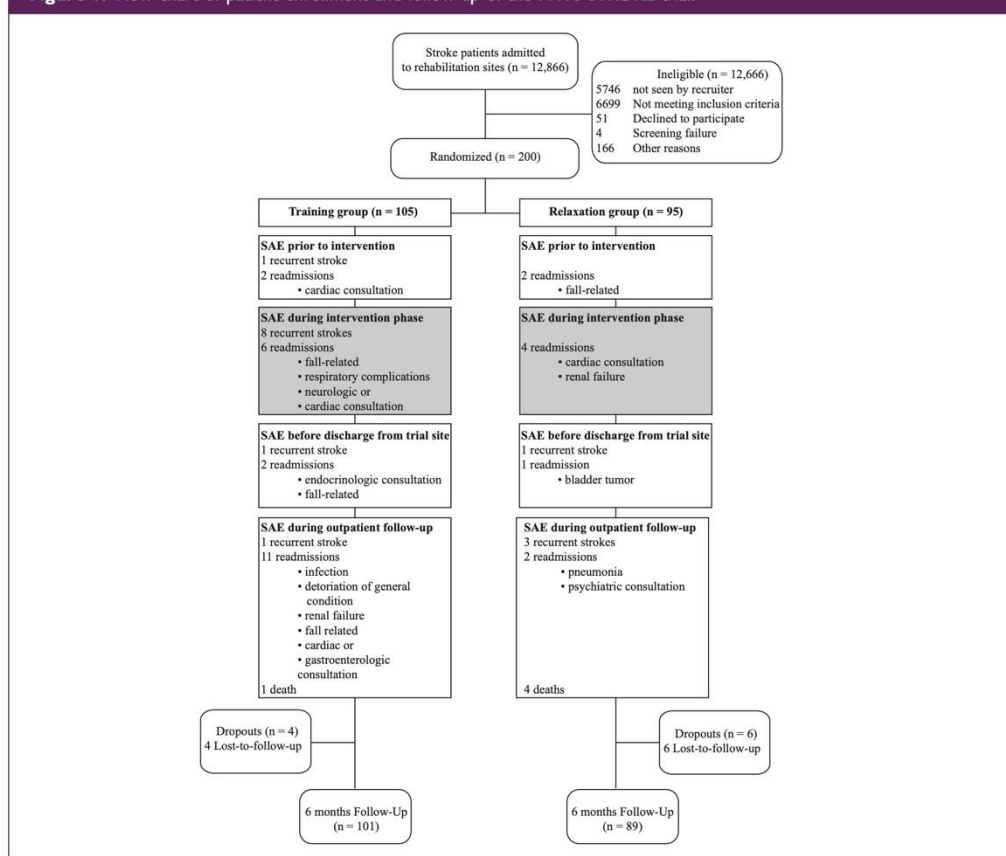 Stroke patients admitted
to rehabilitation sites (n = 12,866)
Ineligible (n = 12,666)
5746 not seen by recruiter
6699 Not meeting inclusion criteria
51 Declined to participate
4 Screening failure
166 Other reasons
Randomized (n = 200)
Training group (n = 105)
Relaxation group (n = 95)
SAE prior to intervention
1 recurrent stroke
2 readmissions
• cardiac consultation
SAE prior to intervention
2 readmissions
• fall-related
SAE during intervention phase
8 recurrent strokes
6 readmissions
• fall-related
• respiratory complications
• neurologic or
• cardiac consultation
SAE during intervention phase
4 readmissions
• cardiac consultation
• renal failure
SAE before discharge from trial site
1 recurrent stroke
2 readmissions
• endocrinologic consultation
• fall-related
SAE before discharge from trial site
1 recurrent stroke
1 readmission
• bladder tumor
SAE during outpatient follow-up
1 recurrent stroke
11 readmissions
• infection
• detoriation of general
condition
• renal failure
• fall related
• cardiac or
• gastroenterologic
consultation
1 death
SAE during outpatient follow-up
3 recurrent strokes
2 readmissions
• pneumonia
• psychiatric consultation
4 deaths
Dropouts (n = 4)
4 Lost-to-follow-up
Dropouts (n = 6)
6 Lost-to-follow-up
6 months Follow-Up
(n = 101)
6 months Follow-Up
(n = 89)